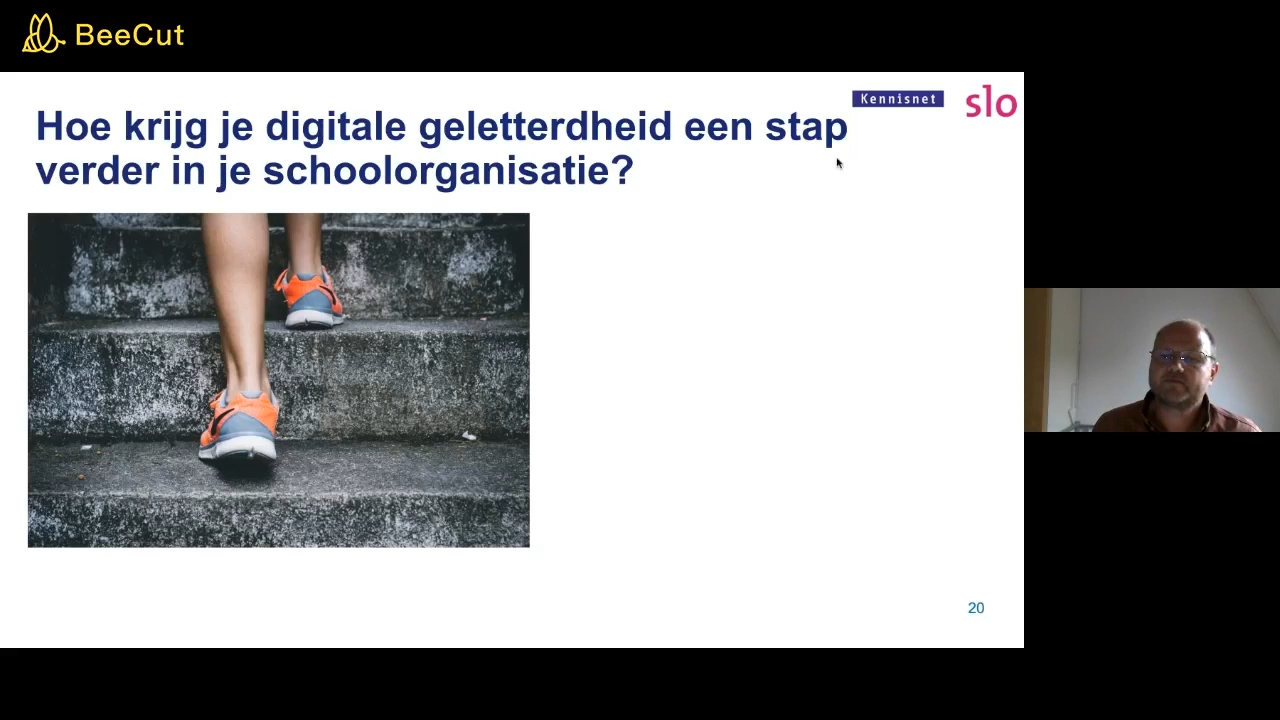 BeeCut
Kennisnet
slo
Hoe krijg je digitale geletterdheid een stap
verder in je schoolorganisatie?
20